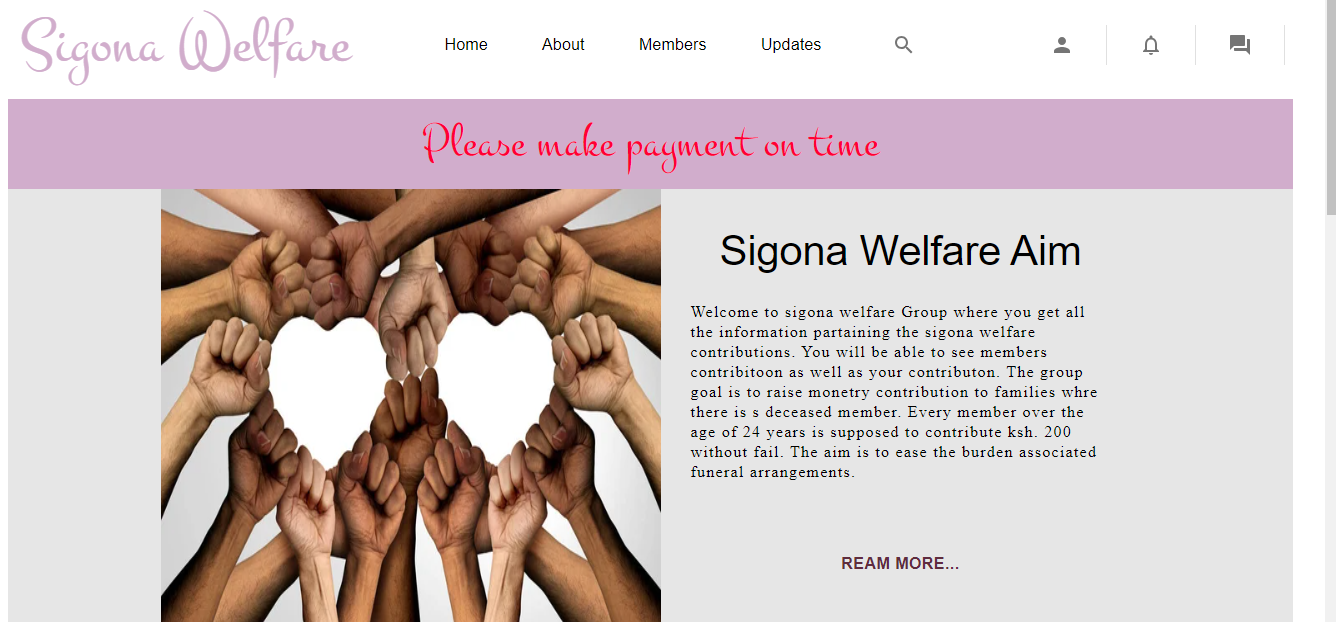 Sigona Welfare
Home About Members Updates
Please make payment on time
Sigona Welfare Aim
Welcome to sigona welfare Group where you get all
the information partaining the sigona welfare
contributions. You will be able to see members
contribitoon as well as your contributon. The group
goal is to raise monetry contribution to families whre
there is s deceased member. Every member over the
age of 24 years is supposed to contribute ksh. 200
without fail. The aim is to ease the burden associated
funeral arrangements.
REAM MORE...